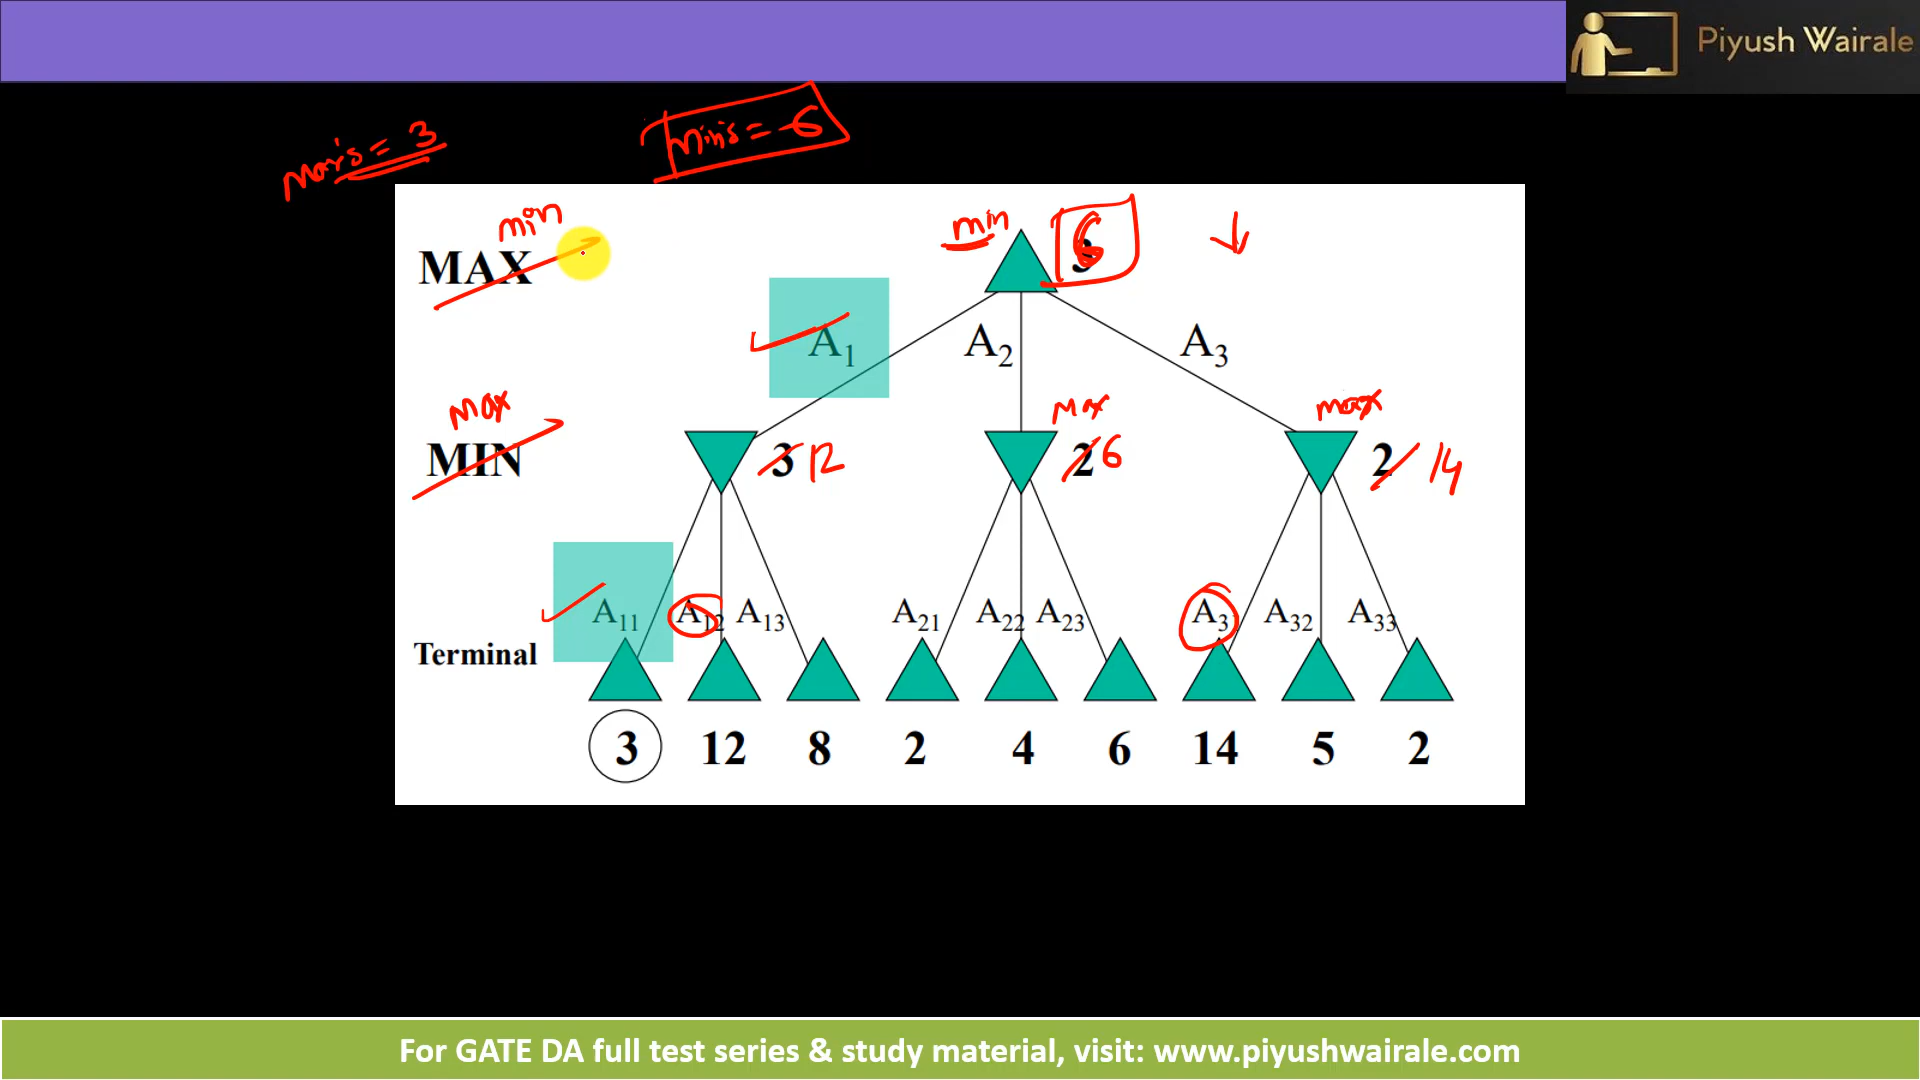 Piyush Wairale
Max's = 3
Min's = -6
min
MAX
min
6
A1
A2
A3
Max
MIN
3 12
Max
2 6
max
2 14
A11
A12
A13
A21
A22
A23
A3
A32
A33
Terminal
3 12 8 2 4 6 14 5 2
For GATE DA full test series & study material, visit: www.piyushwairale.com